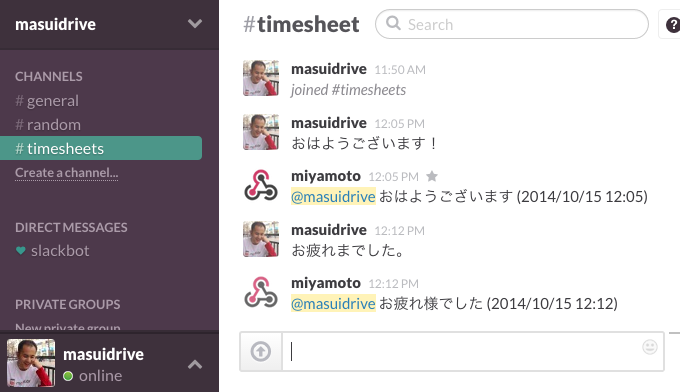 masuidrive
CHANNELS
# general
# random
# timesheets
Create a channel...
DIRECT MESSAGES
slackbot
PRIVATE GROUPS
New private group
masuidrive
online
#timesheet
Search
?
masuidrive 11:50 AM
joined #timesheets
masuidrive 12:05 PM
おはようございます！
miyamoto 12:05 PM
@masuidrive おはようございます (2014/10/15 12:05)
masuidrive 12:12 PM
お疲れまでした。
miyamoto 12:12 PM
@masuidrive お疲れ様でした (2014/10/15 12:12)